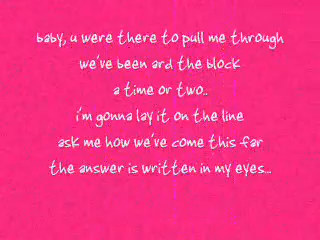 baby, u were there to pull me through
we've been ard the block
a time or two..
i'm gonna lay it on the line
ask me how we've come this far
the answer is written in my eyes...